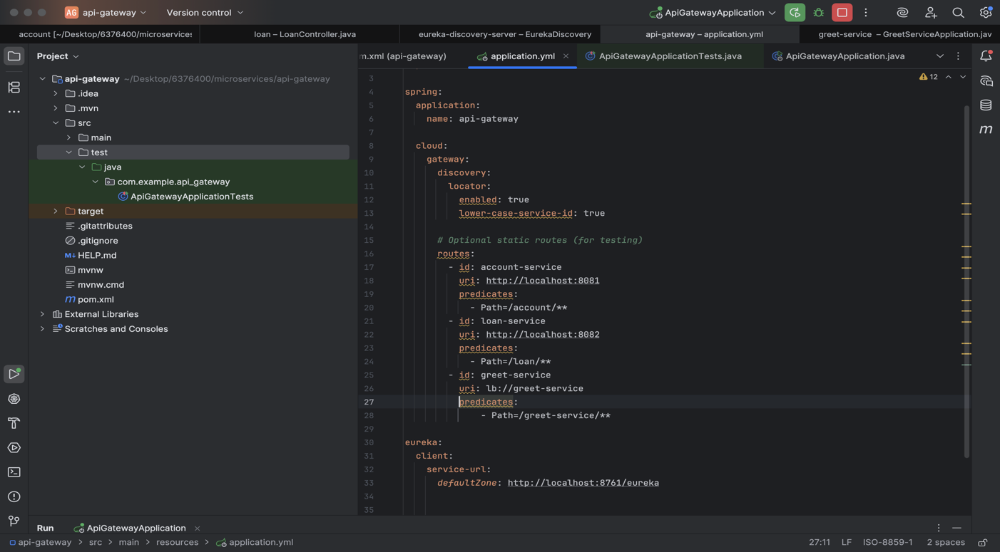 AG api-gateway Version control ApiGatewayApplication
account [~/Desktop/6376400/microservices loan – LoanController.java eureka-discovery-server – EurekaDiscovery api-gateway – application.yml greet-service – GreetServiceApplication.jav
Project
m.xml (api-gateway) application.yml ApiGatewayApplicationTests.java ApiGatewayApplication.java
api-gateway ~/Desktop/6376400/microservices/api-gateway
.idea
.mvn
src
main
test
java
com.example.api_gateway
ApiGatewayApplicationTests
target
.gitattributes
.gitignore
M↓ HELP.md
mvnw
mvnw.cmd
m pom.xml
External Libraries
Scratches and Consoles
12
m
3
4 spring:
5 application:
6 name: api-gateway
7
8 cloud:
9 gateway:
10 discovery:
11 locator:
12 enabled: true
13 lower-case-service-id: true
14
15 # Optional static routes (for testing)
16 routes:
17 - id: account-service
18 uri: http://localhost:8081
19 predicates:
20 - Path=/account/**
21 - id: loan-service
22 uri: http://localhost:8082
23 predicates:
24 - Path=/loan/**
25 - id: greet-service
26 uri: lb://greet-service
27 predicates:
28 - Path=/greet-service/**
29
30 eureka:
31 client:
32 service-url:
33 defaultZone: http://localhost:8761/eureka
34
35
Run ApiGatewayApplication
api-gateway > src > main > resources > application.yml 27:11 LF ISO-8859-1 2 spaces